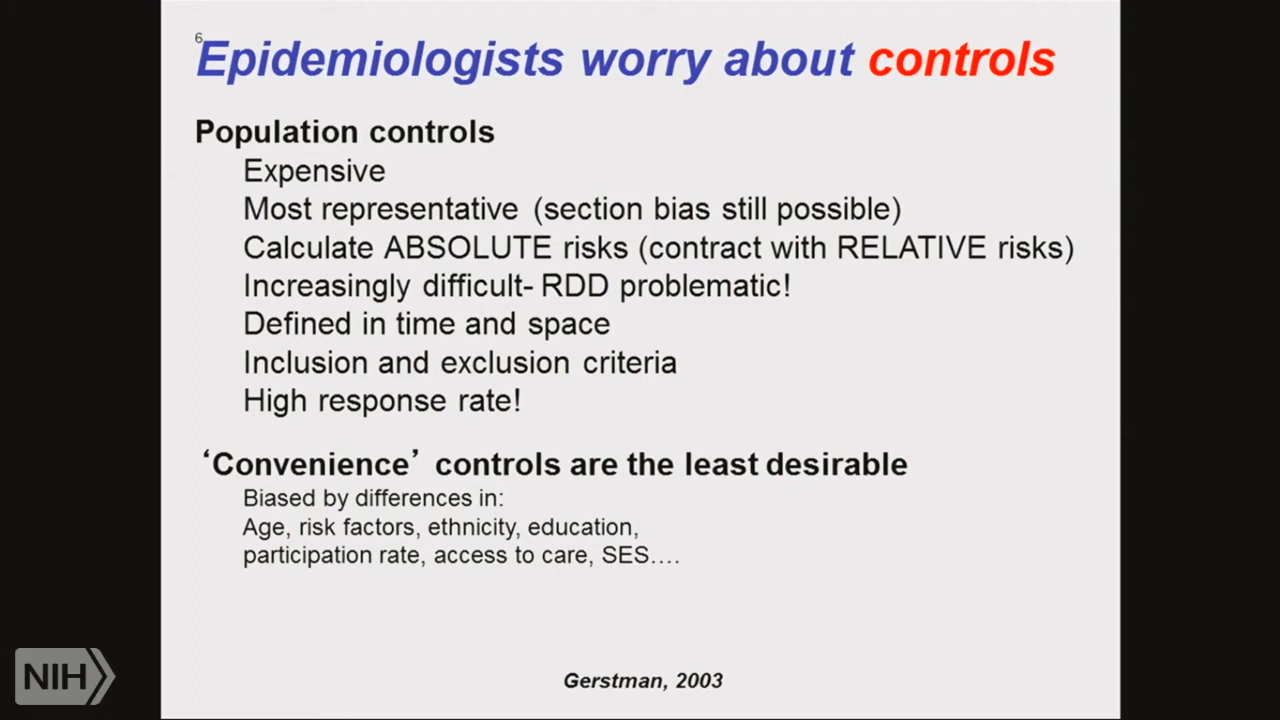 6
Epidemiologists worry about controls
Population controls
Expensive
Most representative (section bias still possible)
Calculate ABSOLUTE risks (contract with RELATIVE risks)
Increasingly difficult- RDD problematic!
Defined in time and space
Inclusion and exclusion criteria
High response rate!
‘Convenience’ controls are the least desirable
Biased by differences in:
Age, risk factors, ethnicity, education,
participation rate, access to care, SES….
NIH
Gerstman, 2003